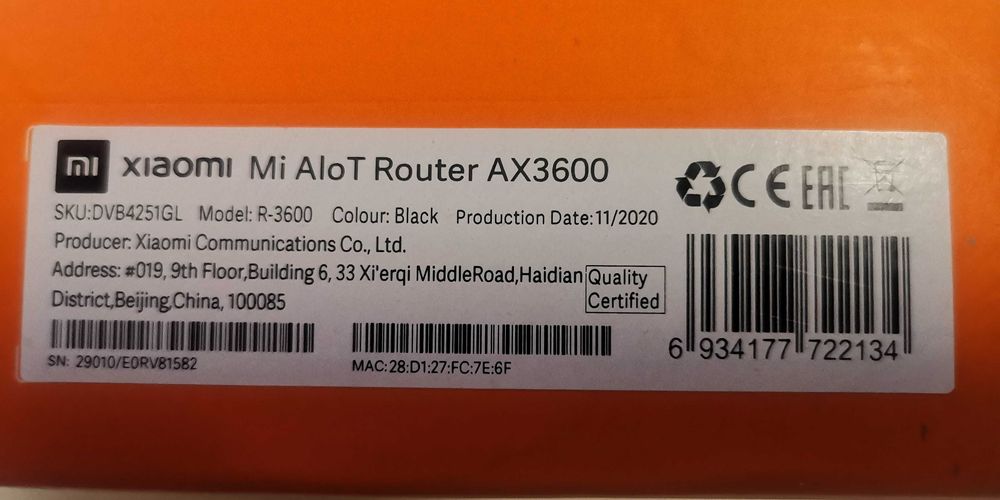 mi xiaomi Mi AIoT Router AX3600
CE EAC
SKU:DVB4251GL Model: R-3600 Colour: Black Production Date:11/2020
Producer: Xiaomi Communications Co., Ltd.
Address: #019, 9th Floor,Building 6, 33 Xi'erqi MiddleRoad,Haidian
District,Beijing,China, 100085
Quality
Certified
SN: 29010/E0RV81582
MAC:28:D1:27:FC:7E:6F
6 934177 722134